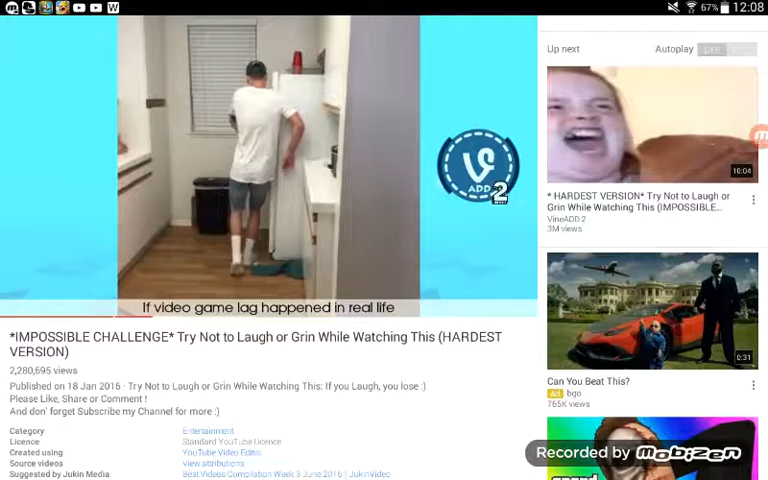 67% 12:08
W
Up next
Autoplay
ADD
2
If video game lag happened in real life
*IMPOSSIBLE CHALLENGE* Try Not to Laugh or Grin While Watching This (HARDEST
VERSION)
2,280,695 views
Published on 18 Jan 2016 · Try Not to Laugh or Grin While Watching This: If you Laugh, you lose :)
Please Like, Share or Comment !
And don' forget Subscribe my Channel for more :)
Category Entertainment
Licence Standard YouTube Licence
Created using YouTube Video Editor
Source videos View attributions
Suggested by Jukin Media Best Videos Compilation Week 3 June 2016 || JukinVideo
10:04
* HARDEST VERSION* Try Not to Laugh or
Grin While Watching This (IMPOSSIBLE...
VineADD 2
3M views
0:31
Can You Beat This?
Ad bgo
765K views
Recorded by mobizen